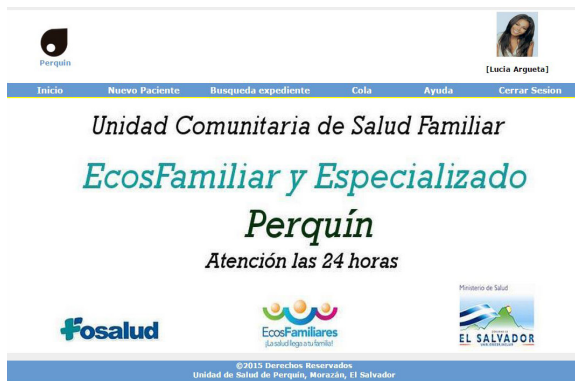 Perquin
[Lucia Argueta]
Inicio Nuevo Paciente Busqueda expediente Cola Ayuda Cerrar Sesion
Unidad Comunitaria de Salud Familiar
EcosFamiliar y Especializado
Perquín
Atención las 24 horas
Ministerio de Salud
fosalud
EcosFamiliares
¡La salud llega a tu familia!
EL SALVADOR
©2015 Derechos Reservados
Unidad de Salud de Perquín, Morazán, El Salvador